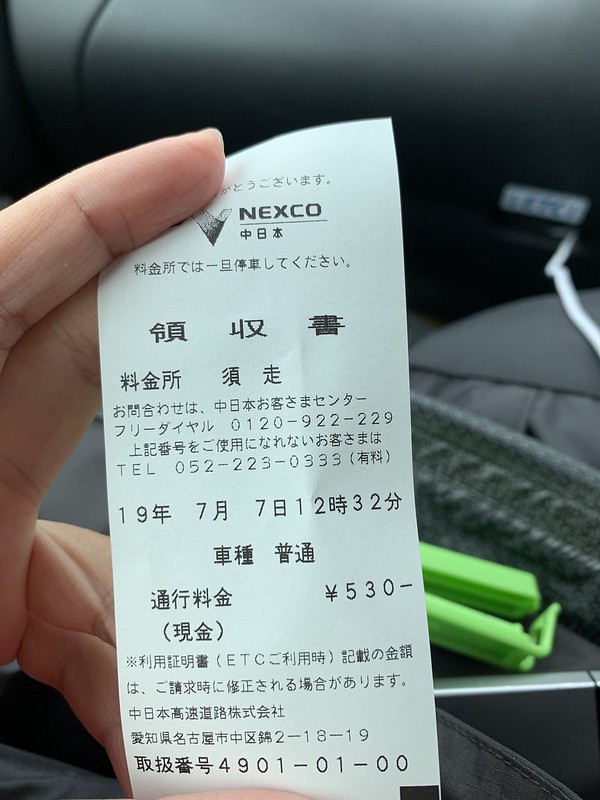 がとうございます。
NEXCO
中日本
料金所では一旦停車してください。
領収書
料金所 須走
お問合わせは、中日本お客さまセンター
フリーダイヤル 0120-922-229
上記番号をご使用になれないお客さまは
TEL 052-223-0333(有料)
19年 7月 7日12時32分
車種 普通
通行料金 ¥530-
(現金)
※利用証明書(ETCご利用時)記載の金額
は、ご請求時に修正される場合があります。
中日本高速道路株式会社
愛知県名古屋市中区錦2-18-19
取扱番号4901-01-00